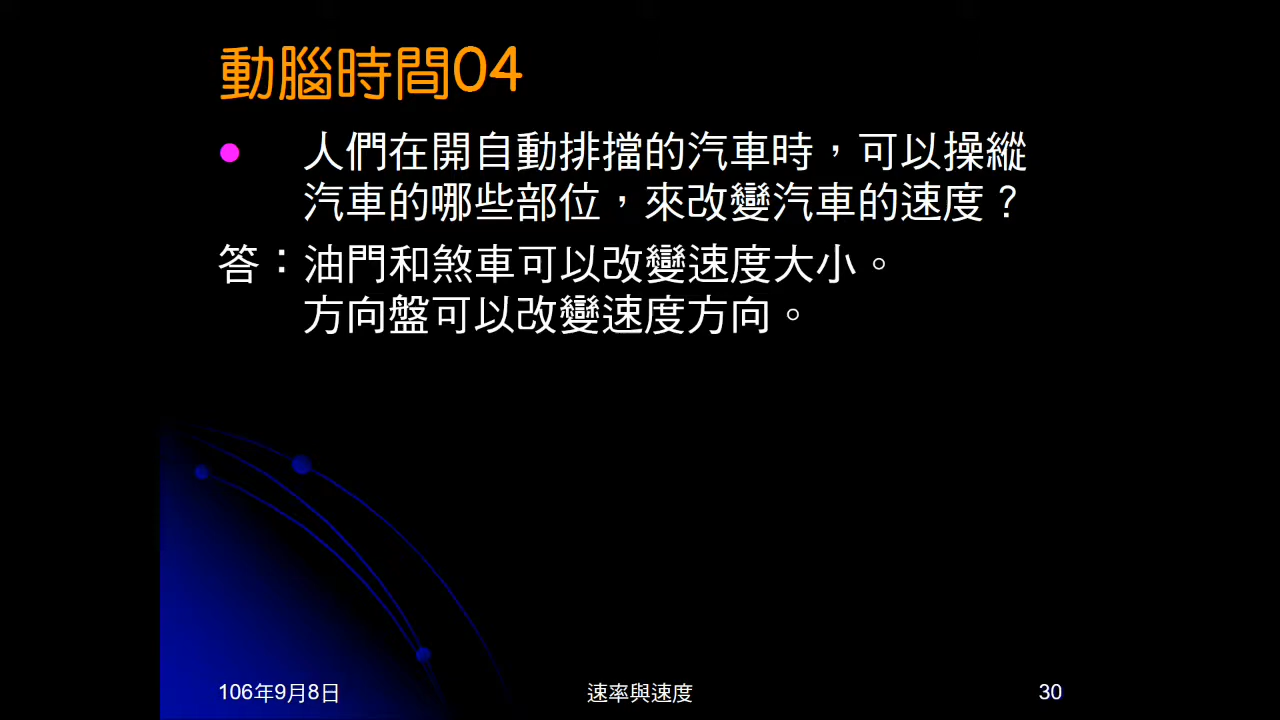 動腦時間04
人們在開自動排擋的汽車時，可以操縱
汽車的哪些部位，來改變汽車的速度？
答：油門和煞車可以改變速度大小。
方向盤可以改變速度方向。
106年9月8日
速率與速度
30